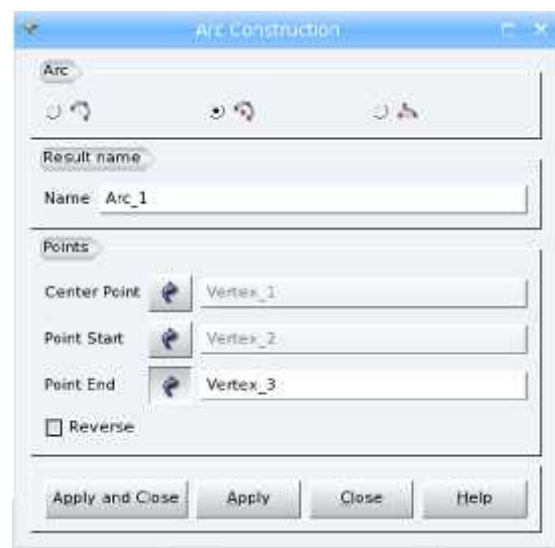 Arc Construction
Arc
Result name
Name Arc_1
Points
Center Point Vertex_1
Point Start Vertex_2
Point End Vertex_3
Reverse
Apply and Close Apply Close Help